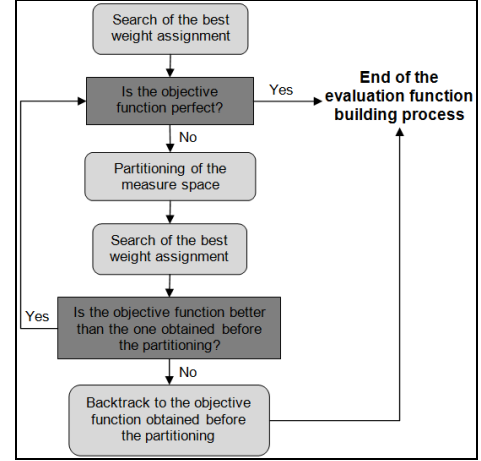 Search of the best
weight assignment
Is the objective
function perfect?
Yes
End of the
evaluation function
building process
No
Partitioning of the
measure space
Search of the best
weight assignment
Yes
Is the objective function better
than the one obtained before
the partitioning?
No
Backtrack to the objective
function obtained before
the partitioning